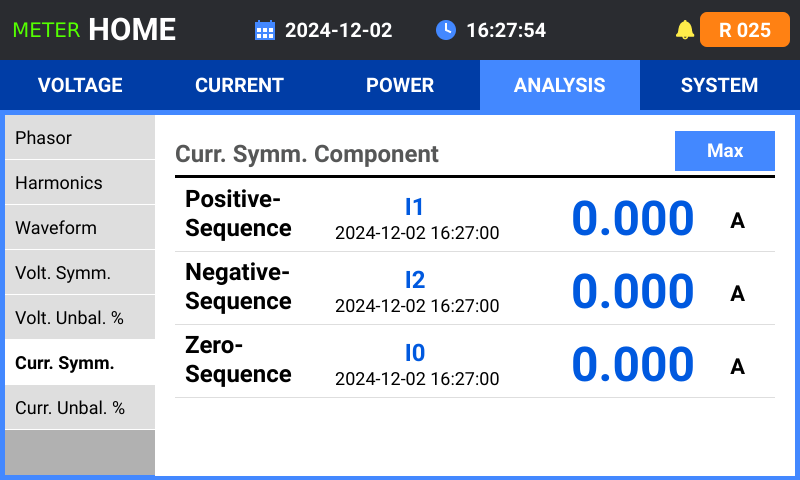 METER HOME 2024-12-02 16:27:54 R 025
VOLTAGE CURRENT POWER ANALYSIS SYSTEM
Phasor
Harmonics
Waveform
Volt. Symm.
Volt. Unbal. %
Curr. Symm.
Curr. Unbal. %
Curr. Symm. Component Max
Positive-
Sequence
I1
2024-12-02 16:27:00
0.000 A
Negative-
Sequence
I2
2024-12-02 16:27:00
0.000 A
Zero-
Sequence
I0
2024-12-02 16:27:00
0.000 A